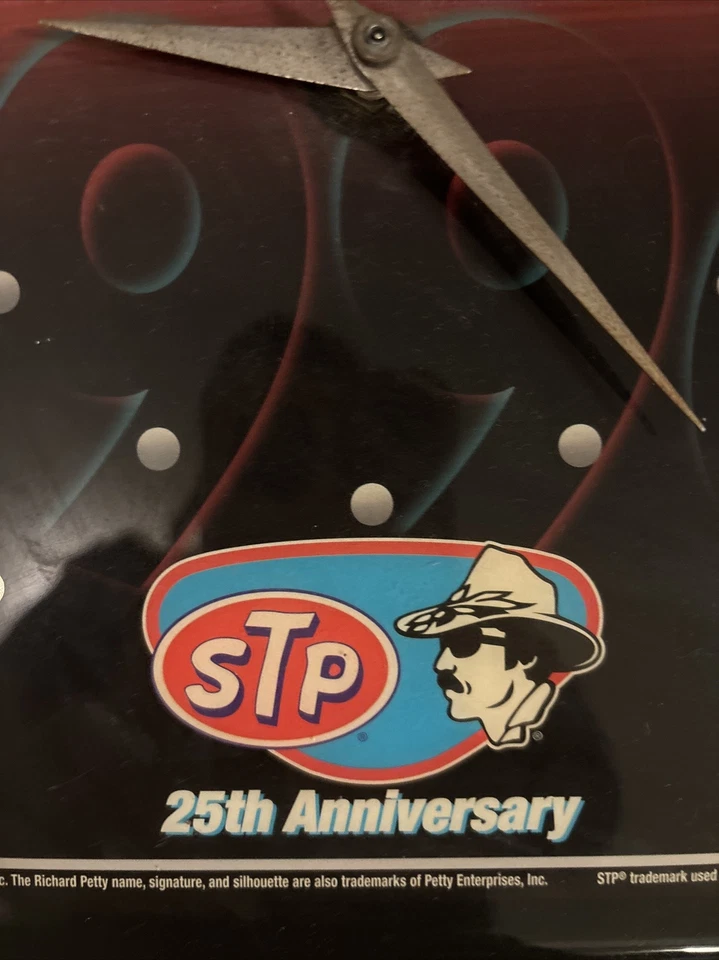 STP
®
®
25th Anniversary
c. The Richard Petty name, signature, and silhouette are also trademarks of Petty Enterprises, Inc. STP® trademark used